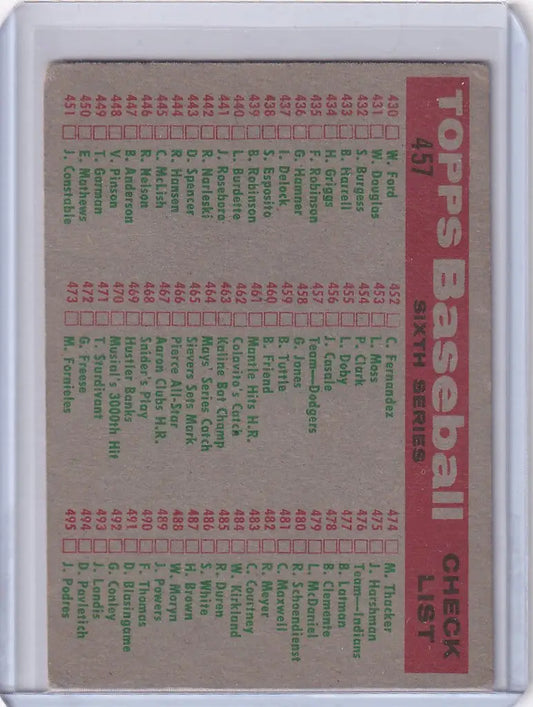 TOPPS Baseball CHECK LIST
457 SIXTH SERIES
430 W. Ford
431 W. Douglas
432 S. Burgess
433 B. Harrell
434 H. Griggs
435 F. Robinson
436 G. Hamner
437 I. Delock
438 S. Esposito
439 B. Robinson
440 L. Burdette
441 J. Roseboro
442 R. Narleski
443 D. Spencer
444 R. Hansen
445 C. McLish
446 R. Nelson
447 B. Anderson
448 V. Pinson
449 T. Gorman
450 E. Mathews
451 J. Constable
452 C. Fernandez
453 L. Moss
454 P. Clark
455 L. Doby
456 J. Casale
457 Team—Dodgers
458 G. Jones
459 B. Tuttle
460 B. Friend
461 Mantle Hits H.R.
462 Colavito's Catch
463 Kaline Bat Champ
464 Mays' Series Catch
465 Sievers Sets Mark
466 Pierce All-Star
467 Aaron Clubs H.R.
468 Snider's Play
469 Hustler Banks
470 Musial's 3000th Hit
471 T. Sturdivant
472 G. Freese
473 M. Fornieles
474 M. Thacker
475 J. Harshman
476 Team—Indians
477 B. Latman
478 B. Clemente
479 L. McDaniel
480 R. Schoendienst
481 C. Maxwell
482 R. Meyer
483 C. Courtney
484 W. Kirkland
485 R. Duren
486 S. White
487 H. Brown
488 W. Moryn
489 J. Powers
490 F. Thomas
491 D. Blasingame
492 G. Conley
493 J. Landis
494 D. Pavletich
495 J. Podres